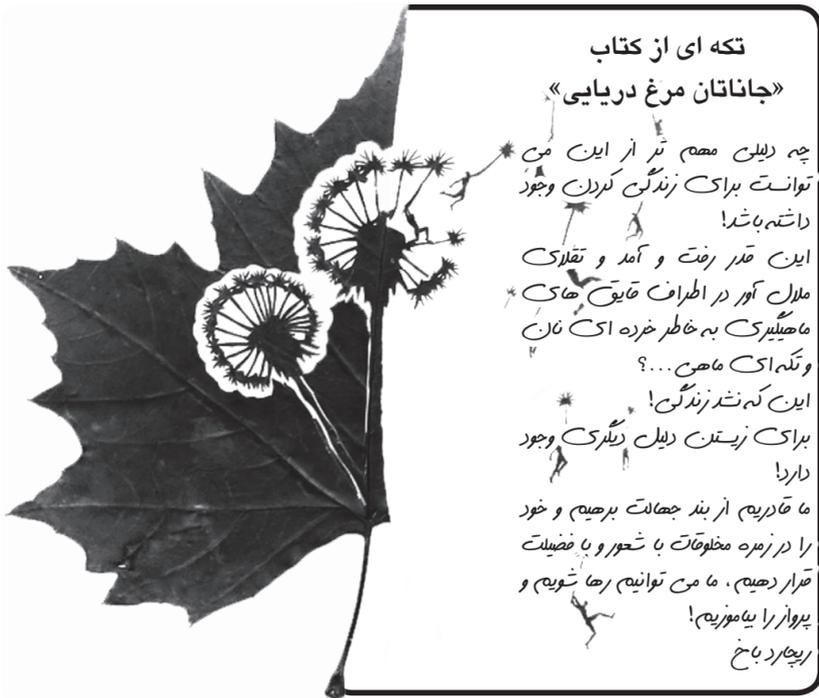 تکه ای از کتاب
«جاناتان مرغ دریایی»
چه دلیلی مهم تر از این می
توانست برای زندگی کردن وجود
داشته باشد!
این قدر رفت و آمد و تقلای
ملال آور در اطراف قایق های
ماهیگیری به خاطر خرده ای نان
و تکه ای ماهی...؟
این که نشد زندگی!
برای زیستن دلیل دیگری وجود
دارد!
ما قادریم از بند جهالت برهیم و خود
را در زمره مخلوقات با شعور و با فضیلت
قرار دهیم، ما می توانیم رها شویم و
پرواز را بیاموزیم!
ریچارد باخ